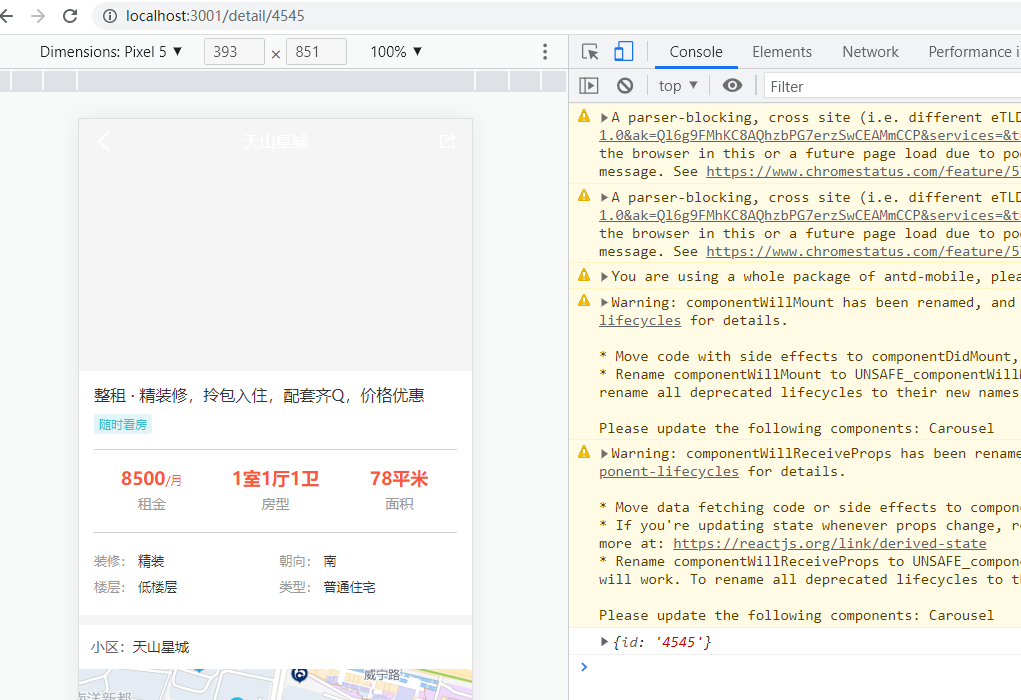 localhost:3001/detail/4545
Dimensions: Pixel 5 ▼ 393 × 851 100% ▼
Console Elements Network Performance
top ▼ Filter
天山星城
整租 · 精装修，拎包入住，配套齐Q，价格优惠
随时看房
8500/月 1室1厅1卫 78平米
租金 房型 面积
装修： 精装 朝向： 南
楼层： 低楼层 类型： 普通住宅
小区： 天山星城
威宁路
A parser-blocking, cross site (i.e. different eTLD
1.0&ak=Ql6g9FMhKC8AQhzbPG7erzSwCEAMmCCP&services=&t
the browser in this or a future page load due to poo
message. See https://www.chromestatus.com/feature/57
A parser-blocking, cross site (i.e. different eTLD
1.0&ak=Ql6g9FMhKC8AQhzbPG7erzSwCEAMmCCP&services=&t
the browser in this or a future page load due to poo
message. See https://www.chromestatus.com/feature/57
You are using a whole package of antd-mobile, plea
Warning: componentWillMount has been renamed, and
lifecycles for details.
* Move code with side effects to componentDidMount,
* Rename componentWillMount to UNSAFE_componentWillM
rename all deprecated lifecycles to their new names
Please update the following components: Carousel
Warning: componentWillReceiveProps has been rename
ponent-lifecycles for details.
* Move data fetching code or side effects to compon
* If you're updating state whenever props change, re
more at: https://reactjs.org/link/derived-state
* Rename componentWillReceiveProps to UNSAFE_compone
will work. To rename all deprecated lifecycles to th
Please update the following components: Carousel
{id: '4545'}